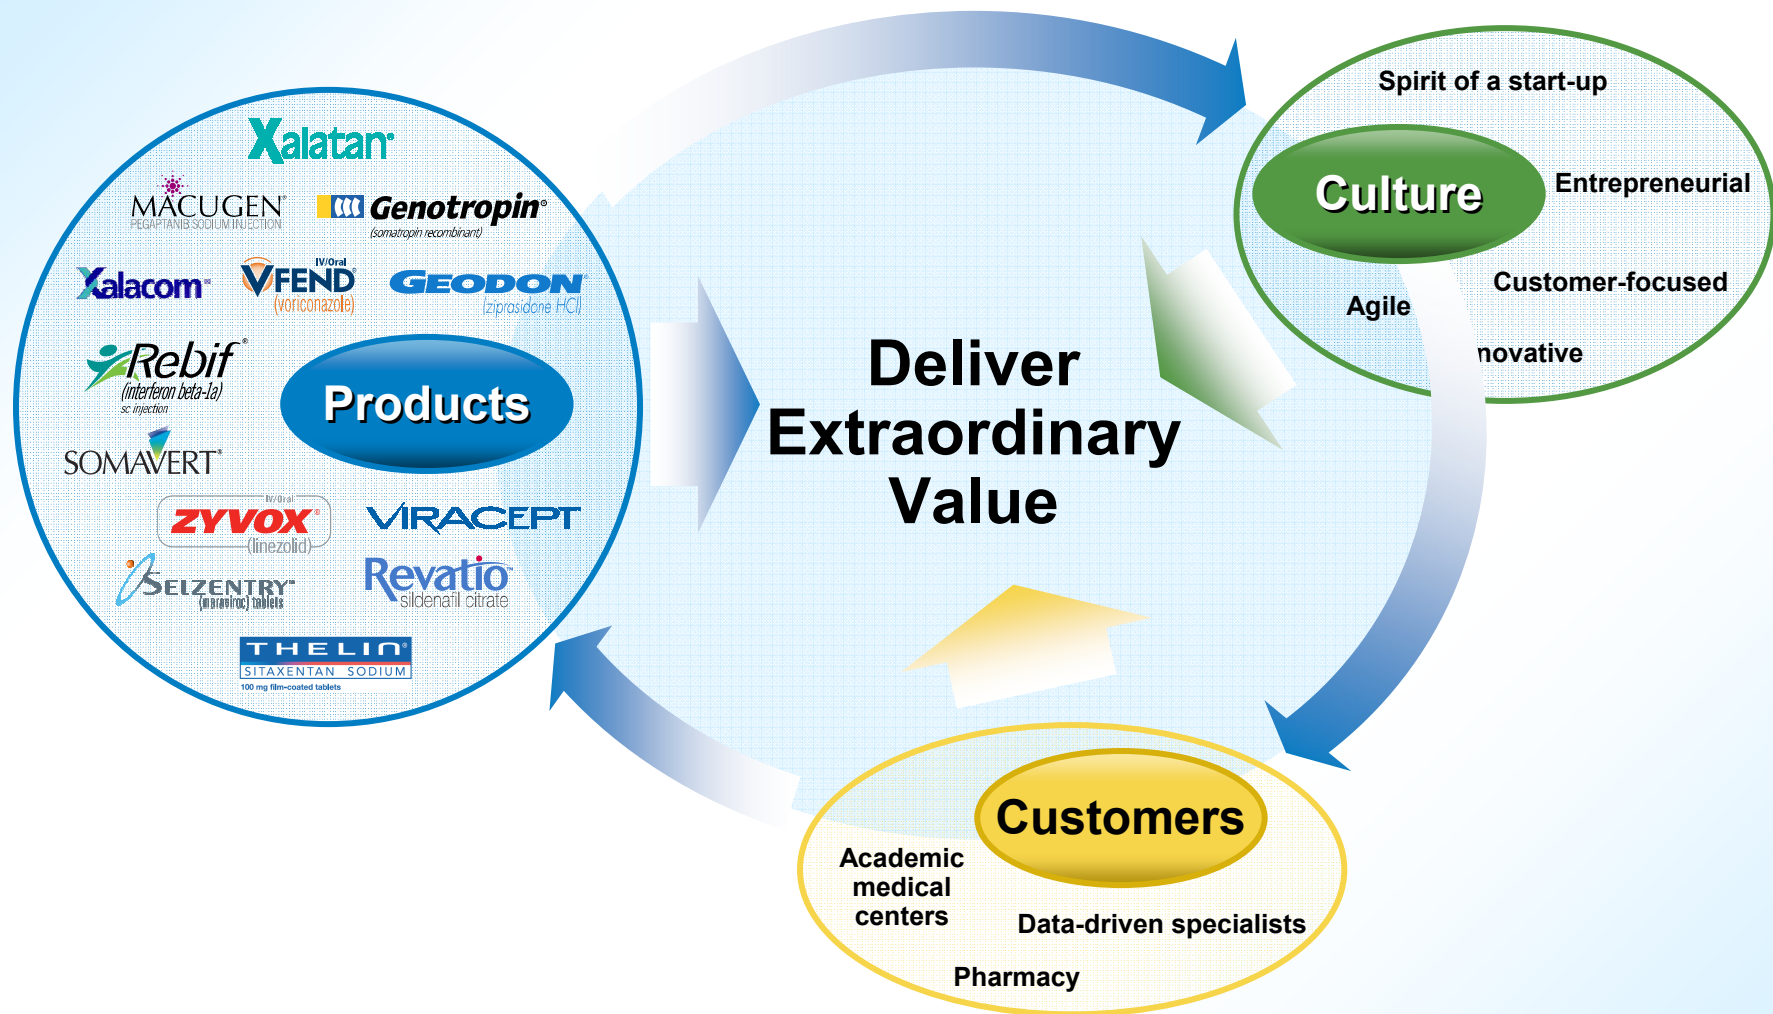 Xalatan®
MACUGEN®
PEGAPTANIB SODIUM INJECTION
Genotropin®
(somatropin recombinant)
Xalacom™
IV/Oral
VFEND®
(voriconazole)
GEODON®
(ziprasidone HCl)
Rebif®
(interferon beta-1a)
sc injection
Products
SOMAVERT®
IV/Oral
ZYVOX®
(linezolid)
VIRACEPT
SELZENTRY™
(maraviroc) tablets
Revatio™
sildenafil citrate
THELIN®
SITAXENTAN SODIUM
100 mg film-coated tablets
Deliver
Extraordinary
Value
Spirit of a start-up
Culture
Entrepreneurial
Customer-focused
Agile
novative
Customers
Academic
medical
centers
Data-driven specialists
Pharmacy